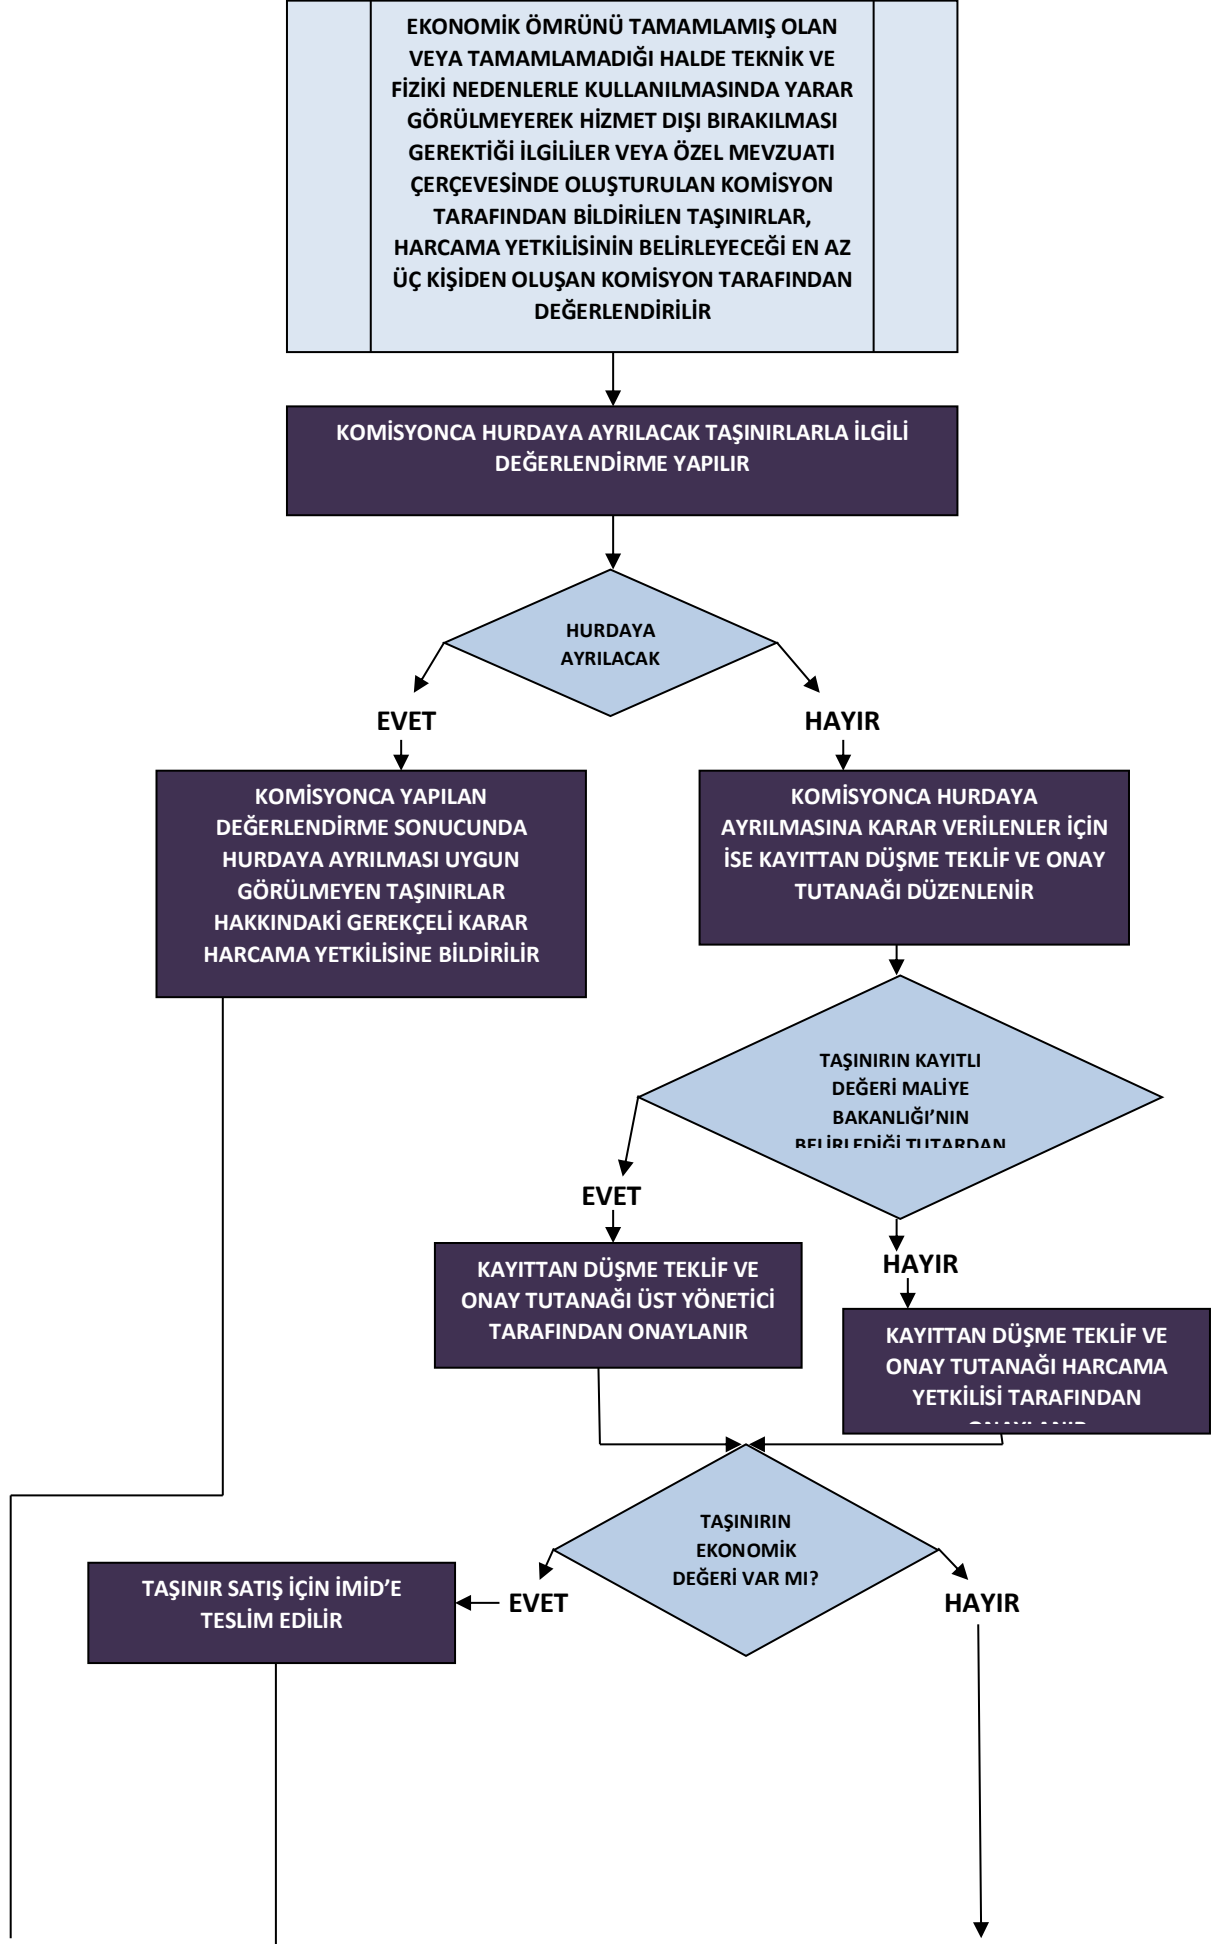 EKONOMİK ÖMRÜNÜ TAMAMLAMIŞ OLAN
VEYA TAMAMLAMADIĞI HALDE TEKNİK VE
FİZİKİ NEDENLERLE KULLANILMASINDA YARAR
GÖRÜLMEYEREK HİZMET DIŞI BIRAKILMASI
GEREKTİĞİ İLGİLİLER VEYA ÖZEL MEVZUATI
ÇERÇEVESİNDE OLUŞTURULAN KOMİSYON
TARAFINDAN BİLDİRİLEN TAŞINIRLAR,
HARCAMA YETKİLİSİNİN BELİRLEYECEĞİ EN AZ
ÜÇ KİŞİDEN OLUŞAN KOMİSYON TARAFINDAN
DEĞERLENDİRİLİR
KOMİSYONCA HURDAYA AYRILACAK TAŞINIRLARLA İLGİLİ
DEĞERLENDİRME YAPILIR
HURDAYA
AYRILACAK
EVET
HAYIR
KOMİSYONCA YAPILAN
DEĞERLENDİRME SONUCUNDA
HURDAYA AYRILMASI UYGUN
GÖRÜLMEYEN TAŞINIRLAR
HAKKINDAKİ GEREKÇELİ KARAR
HARCAMA YETKİLİSİNE BİLDİRİLİR
KOMİSYONCA HURDAYA
AYRILMASINA KARAR VERİLENLER İÇİN
İSE KAYITTAN DÜŞME TEKLİF VE ONAY
TUTANAĞI DÜZENLENİR
TAŞINIRIN KAYITLI
DEĞERİ MALİYE
BAKANLIĞI’NIN
BELİRLEDİĞİ TUTARDAN
EVET
HAYIR
KAYITTAN DÜŞME TEKLİF VE
ONAY TUTANAĞI ÜST YÖNETİCİ
TARAFINDAN ONAYLANIR
KAYITTAN DÜŞME TEKLİF VE
ONAY TUTANAĞI HARCAMA
YETKİLİSİ TARAFINDAN
ONAYLANIR
TAŞINIRIN
EKONOMİK
DEĞERİ VAR MI?
EVET
HAYIR
TAŞINIR SATIŞ İÇİN İMİD’E
TESLİM EDİLİR